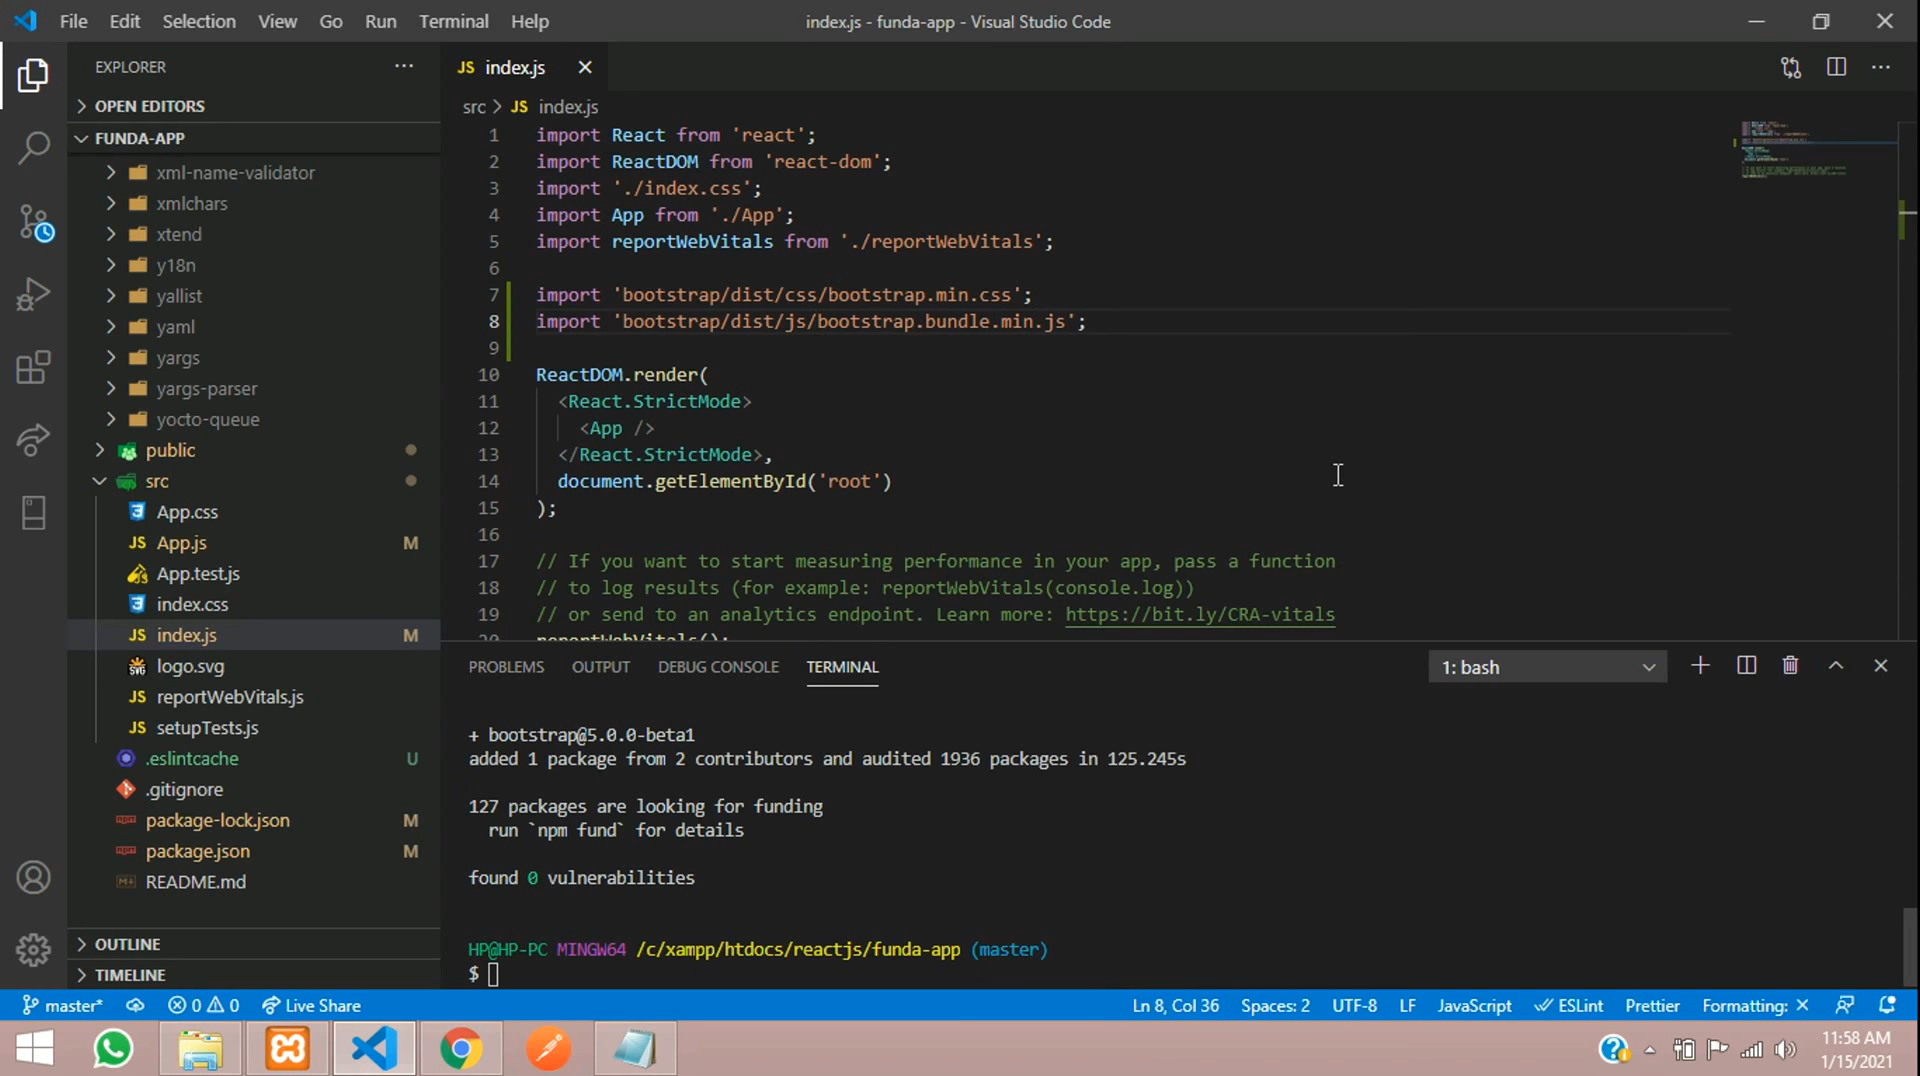 File Edit Selection View Go Run Terminal Help
index.js - funda-app - Visual Studio Code
EXPLORER
OPEN EDITORS
FUNDA-APP
xml-name-validator
xmlchars
xtend
y18n
yallist
yaml
yargs
yargs-parser
yocto-queue
public
src
App.css
JS App.js M
App.test.js
index.css
JS index.js M
logo.svg
JS reportWebVitals.js
JS setupTests.js
.eslintcache U
.gitignore
package-lock.json M
package.json M
README.md
OUTLINE
TIMELINE
JS index.js
src > JS index.js
1 import React from 'react';
2 import ReactDOM from 'react-dom';
3 import './index.css';
4 import App from './App';
5 import reportWebVitals from './reportWebVitals';
6
7 import 'bootstrap/dist/css/bootstrap.min.css';
8 import 'bootstrap/dist/js/bootstrap.bundle.min.js';
9
10 ReactDOM.render(
11 <React.StrictMode>
12 <App />
13 </React.StrictMode>,
14 document.getElementById('root')
15 );
16
17 // If you want to start measuring performance in your app, pass a function
18 // to log results (for example: reportWebVitals(console.log))
19 // or send to an analytics endpoint. Learn more: https://bit.ly/CRA-vitals
20 reportWebVitals();
PROBLEMS OUTPUT DEBUG CONSOLE TERMINAL
1: bash
+ bootstrap@5.0.0-beta1
added 1 package from 2 contributors and audited 1936 packages in 125.245s
127 packages are looking for funding
run `npm fund` for details
found 0 vulnerabilities
HP@HP-PC MINGW64 /c/xampp/htdocs/reactjs/funda-app (master)
$
master* 0 0 Live Share
Ln 8, Col 36 Spaces: 2 UTF-8 LF JavaScript ESLint Prettier Formatting: ×
11:58 AM
1/15/2021